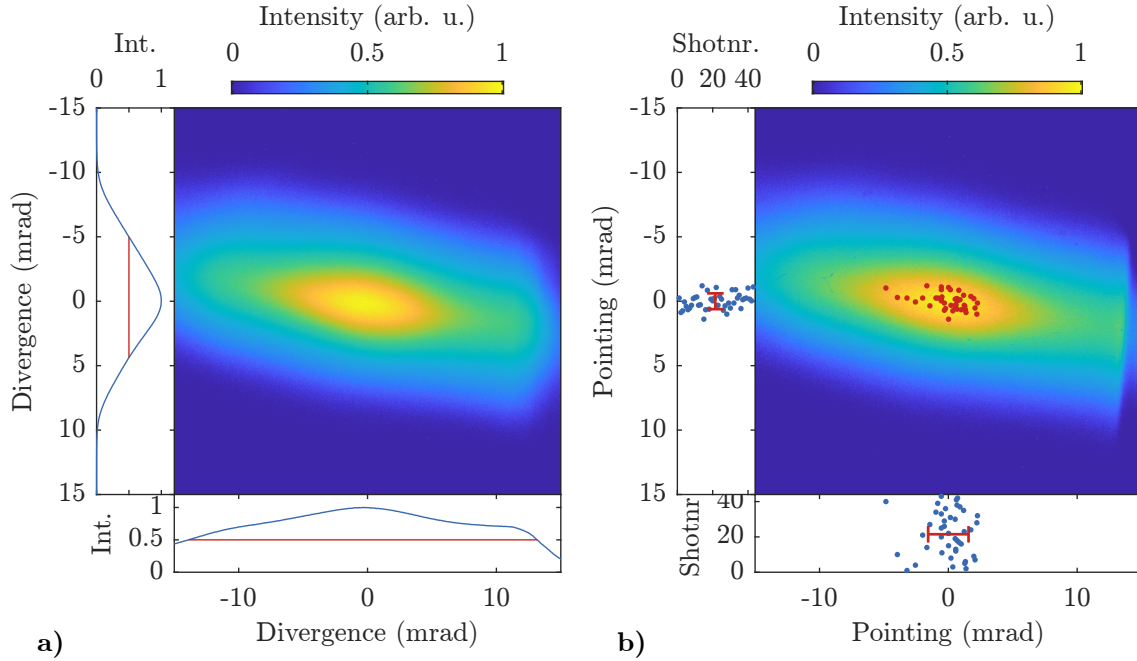 Intensity (arb. u.)
Int.
0 0.5 1
0 1
-15
-10
-5
0
5
10
15
Divergence (mrad)
Int.
1
0.5
0
-10 0 10
Divergence (mrad)
a)
Intensity (arb. u.)
Shotnr.
0 0.5 1
0 20 40
-15
-10
-5
0
5
10
15
Pointing (mrad)
Shotnr
40
20
0
-10 0 10
Pointing (mrad)
b)